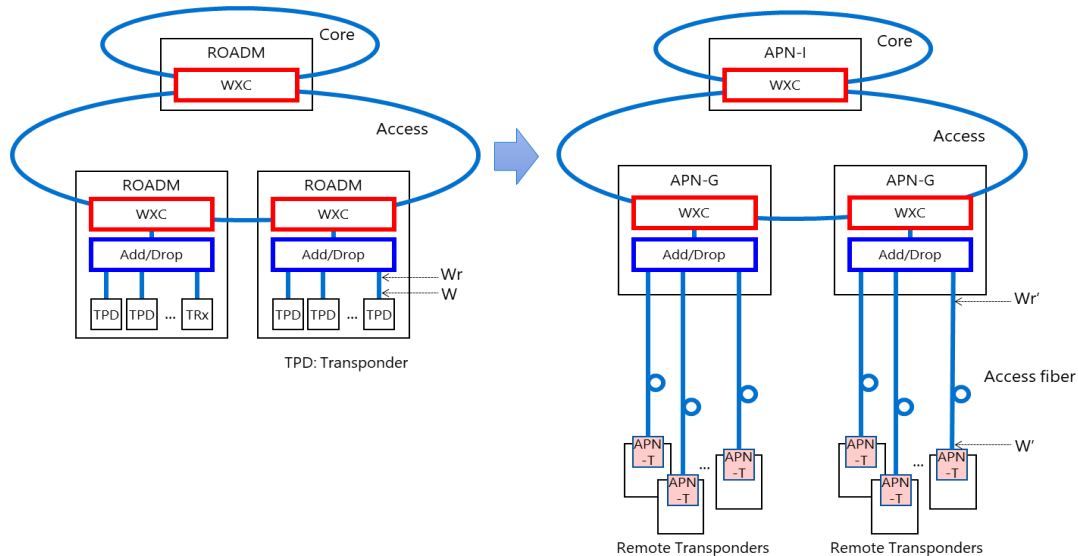 Core
ROADM
WXC
Access
ROADM
WXC
Add/Drop
TPD
TPD
...
TRx
ROADM
WXC
Add/Drop
TPD
TPD
...
TPD
Wr
W
TPD: Transponder
Core
APN-I
WXC
Access
APN-G
WXC
Add/Drop
APN-G
WXC
Add/Drop
Wr’
Access fiber
W’
APN
-T
APN
-T
...
APN
-T
Remote Transponders
APN
-T
APN
-T
...
APN
-T
Remote Transponders